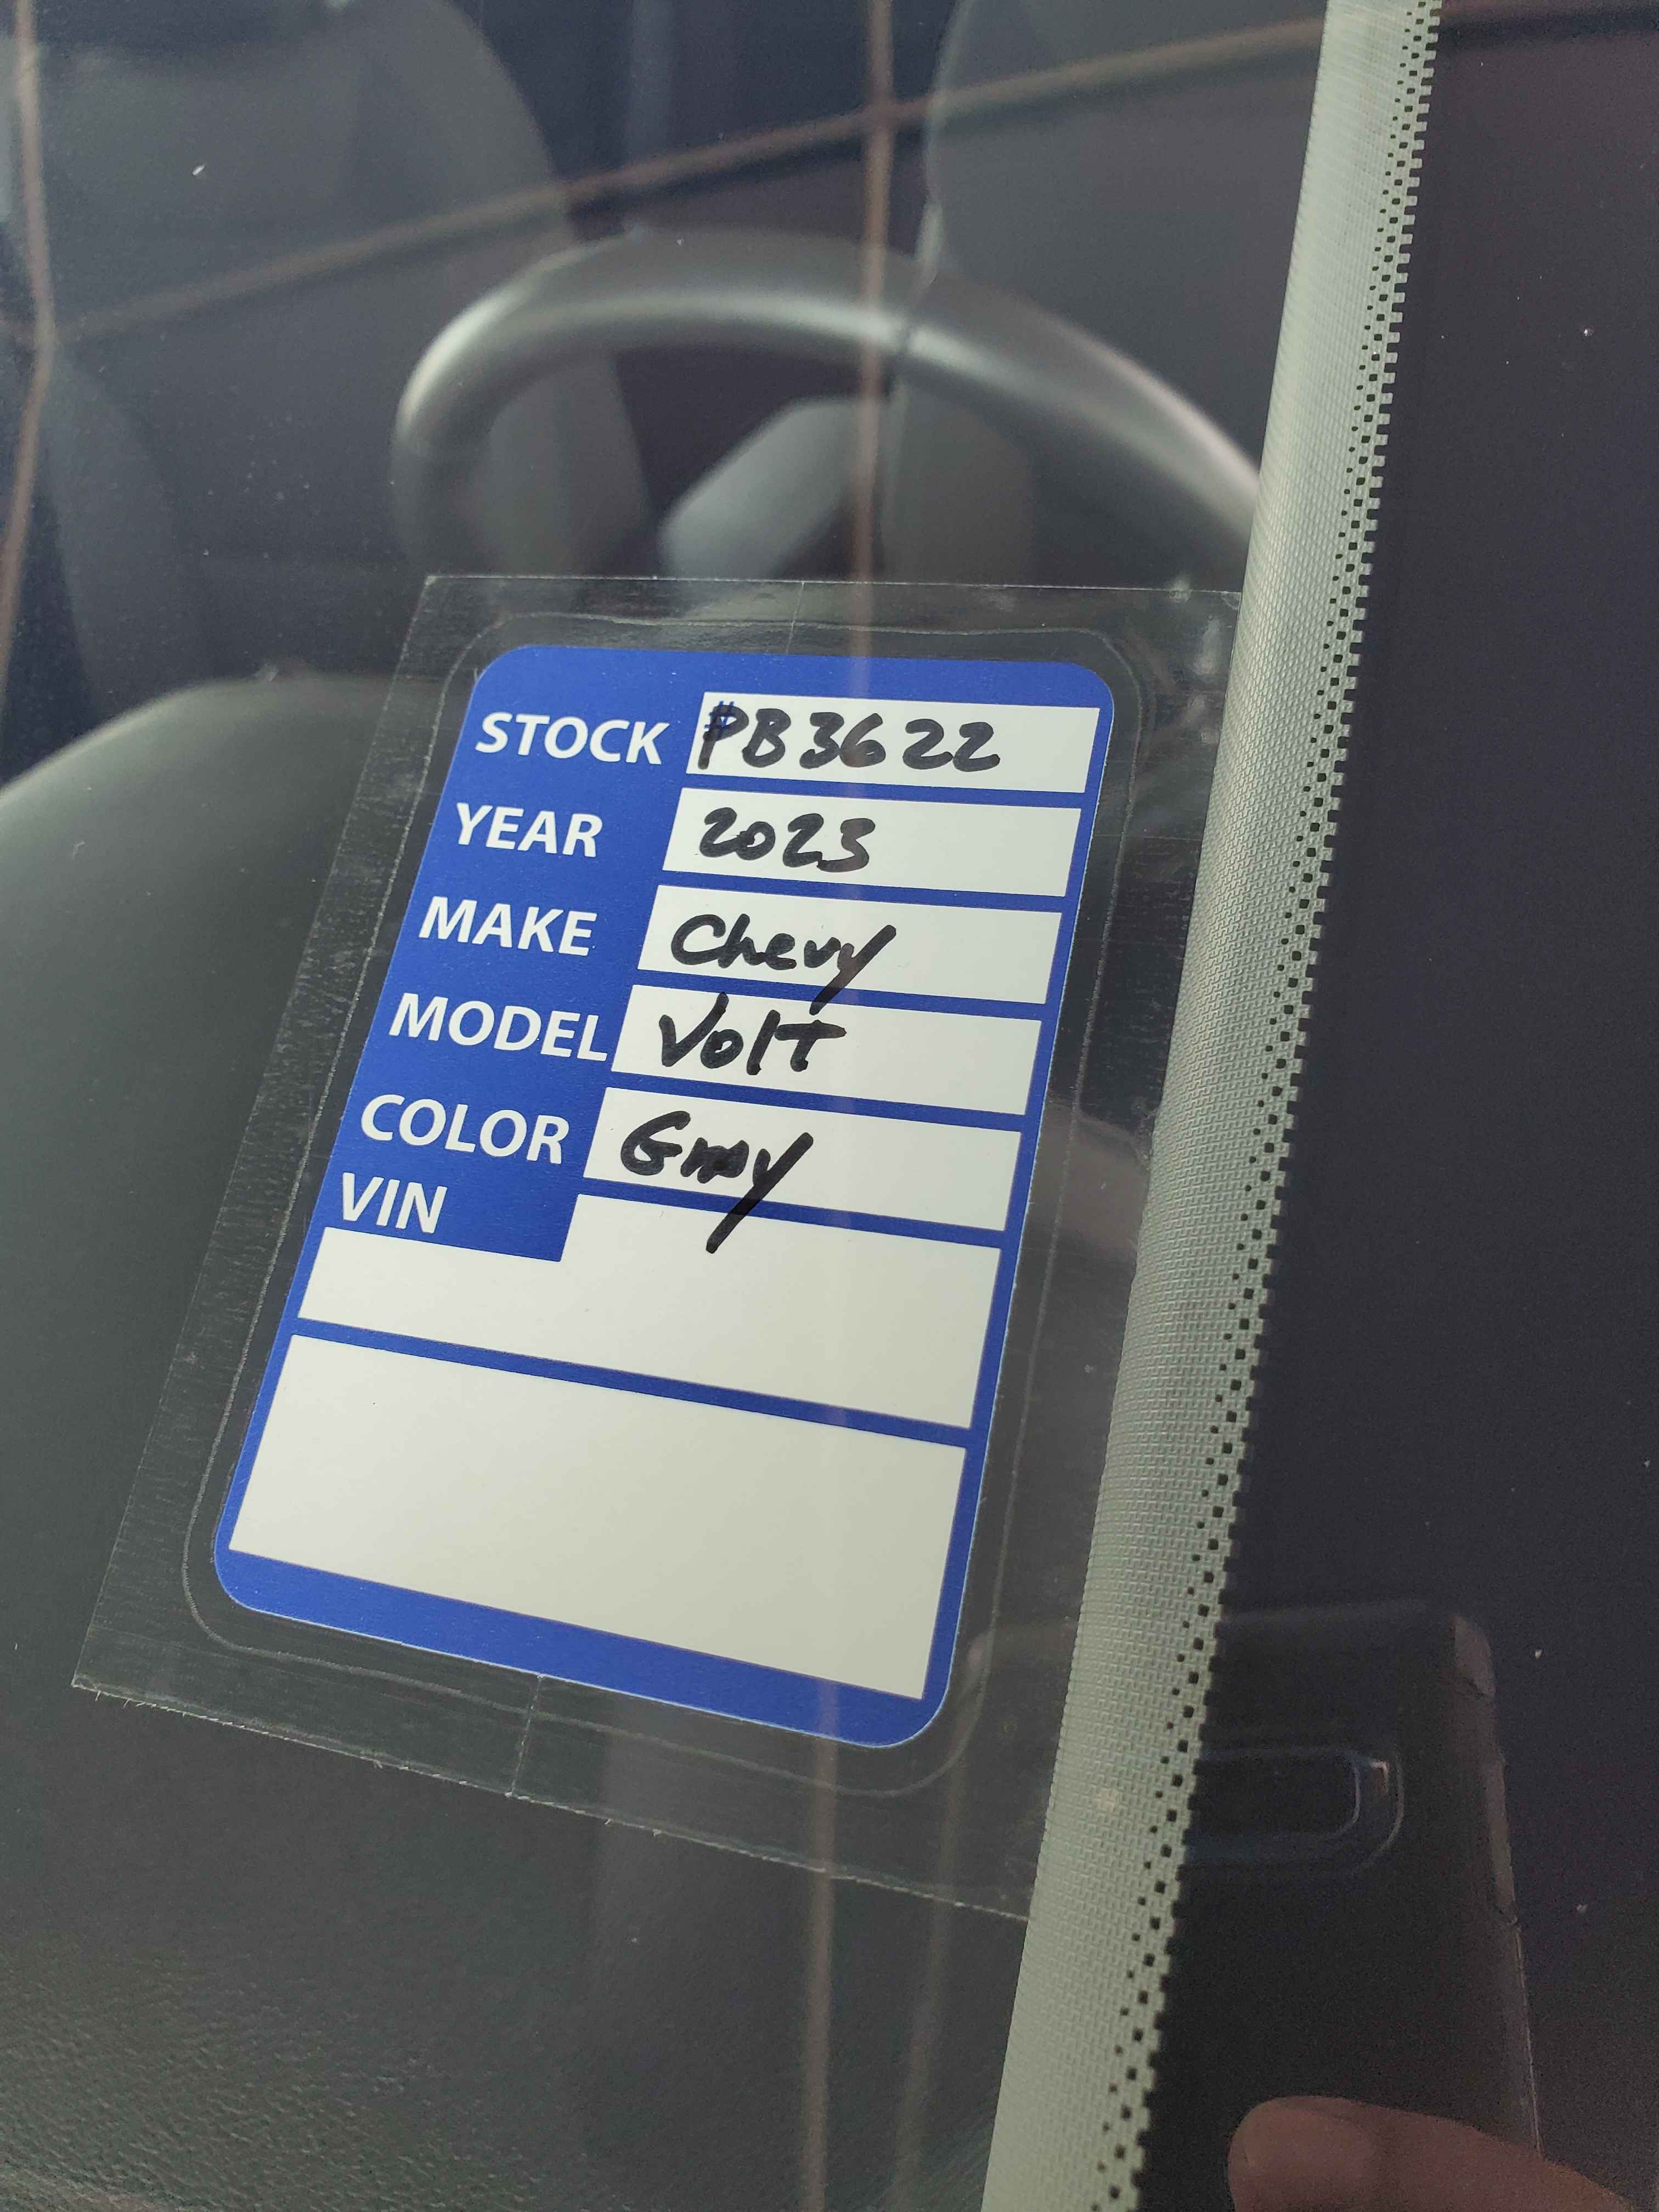 STOCK #PB3622
YEAR 2023
MAKE Chevy
MODEL Volt
COLOR Gray
VIN